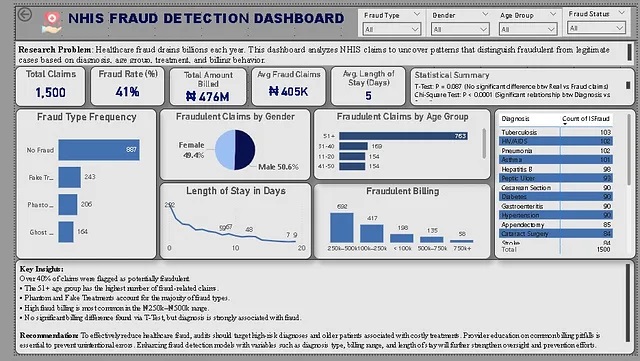 NHIS FRAUD DETECTION DASHBOARD
Fraud Type
All
Gender
All
Age Group
All
Fraud Status
All
Research Problem: Healthcare fraud drains billions each year. This dashboard analyzes NHIS claims to uncover patterns that distinguish fraudulent from legitimate
cases based on diagnosis, age group, treatment, and billing behavior.
Total Claims
1,500
Fraud Rate (%)
41%
Total Amount
Billed
₦ 476M
Avg Fraud Claims
₦ 405K
Avg. Length of
Stay (Days)
5
Statistical Summary
T-Test: P = 0.087 (No significant difference btw Real vs Fraud claims)
Chi-Square Test: P < 0.0001 (Significant relationship btw Diagnosis vs
Fraud Type Frequency
No Fraud 887
Fake Tr... 243
Phanto... 206
Ghost ... 164
Fraudulent Claims by Gender
Female
49.4%
Male 50.6%
Fraudulent Claims by Age Group
51+ 763
31-40 169
11-20 154
41-50 154
Length of Stay in Days
292
48
7 9
0 10 20
Fraudulent Billing
692
417
198
135
58
250k–500k
100k–250k
< 100k
500k–750k
750k+
Diagnosis Count of ISFraud
Tuberculosis 103
HIV/AIDS 102
Pneumonia 102
Asthma 101
Hepatitis B 98
Peptic Ulcer 93
Cesarean Section 90
Diabetes 90
Gastroenteritis 90
Hypertension 90
Appendectomy 85
Cataract Surgery 84
Stroke 84
Total 1500
Key Insights:
Over 40% of claims were flagged as potentially fraudulent.
• The 51+ age group has the highest number of fraud-related claims.
• Phantom and Fake Treatments account for the majority of fraud types.
• High fraud billing is most common in the ₦250k–₦500k range.
• No significant billing difference found via T-Test, but diagnosis is strongly associated with fraud.
Recommendation: To effectively reduce healthcare fraud, audits should target high-risk diagnoses and older patients associated with costly treatments. Provider education on common billing pitfalls is
essential to prevent unintentional errors. Enhancing fraud detection models with variables such as diagnosis type, billing range, and length of stay will further strengthen oversight and prevention efforts.